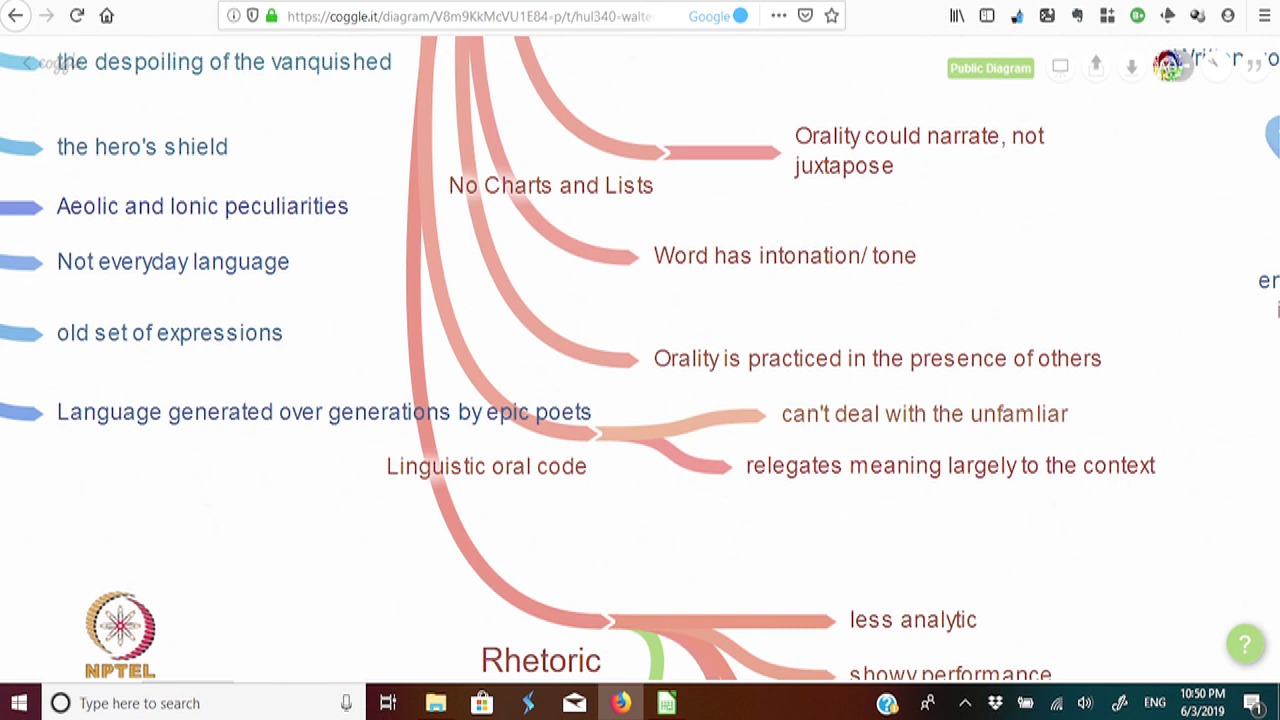 https://coggle.it/diagram/V8m9KkMcVU1E84-p/t/hul340-walte
Google
the despoiling of the vanquished
Public Diagram
the hero's shield
Aeolic and Ionic peculiarities
Not everyday language
old set of expressions
Language generated over generations by epic poets
Orality could narrate, not
juxtapose
No Charts and Lists
Word has intonation/ tone
Orality is practiced in the presence of others
can't deal with the unfamliar
Linguistic oral code
relegates meaning largely to the context
less analytic
Rhetoric
showy performance
NPTEL
?
Type here to search
ENG
10:50 PM
6/3/2019